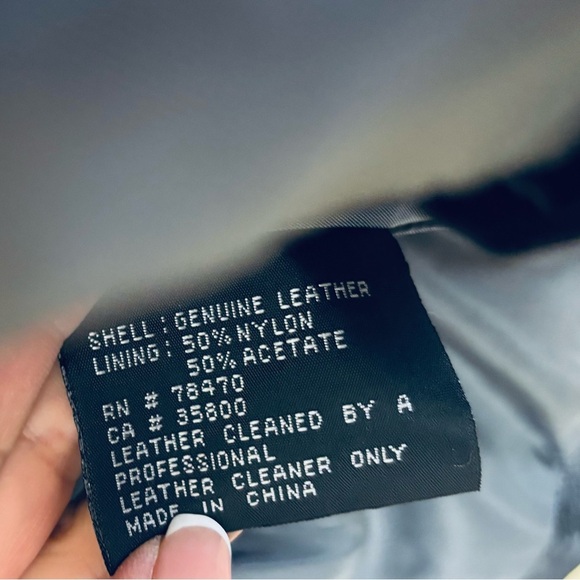 SHELL: GENUINE LEATHER
LINING: 50% NYLON
50% ACETATE
RN # 78470
CA # 35800
LEATHER CLEANED BY A
PROFESSIONAL
LEATHER CLEANER ONLY
MADE IN CHINA